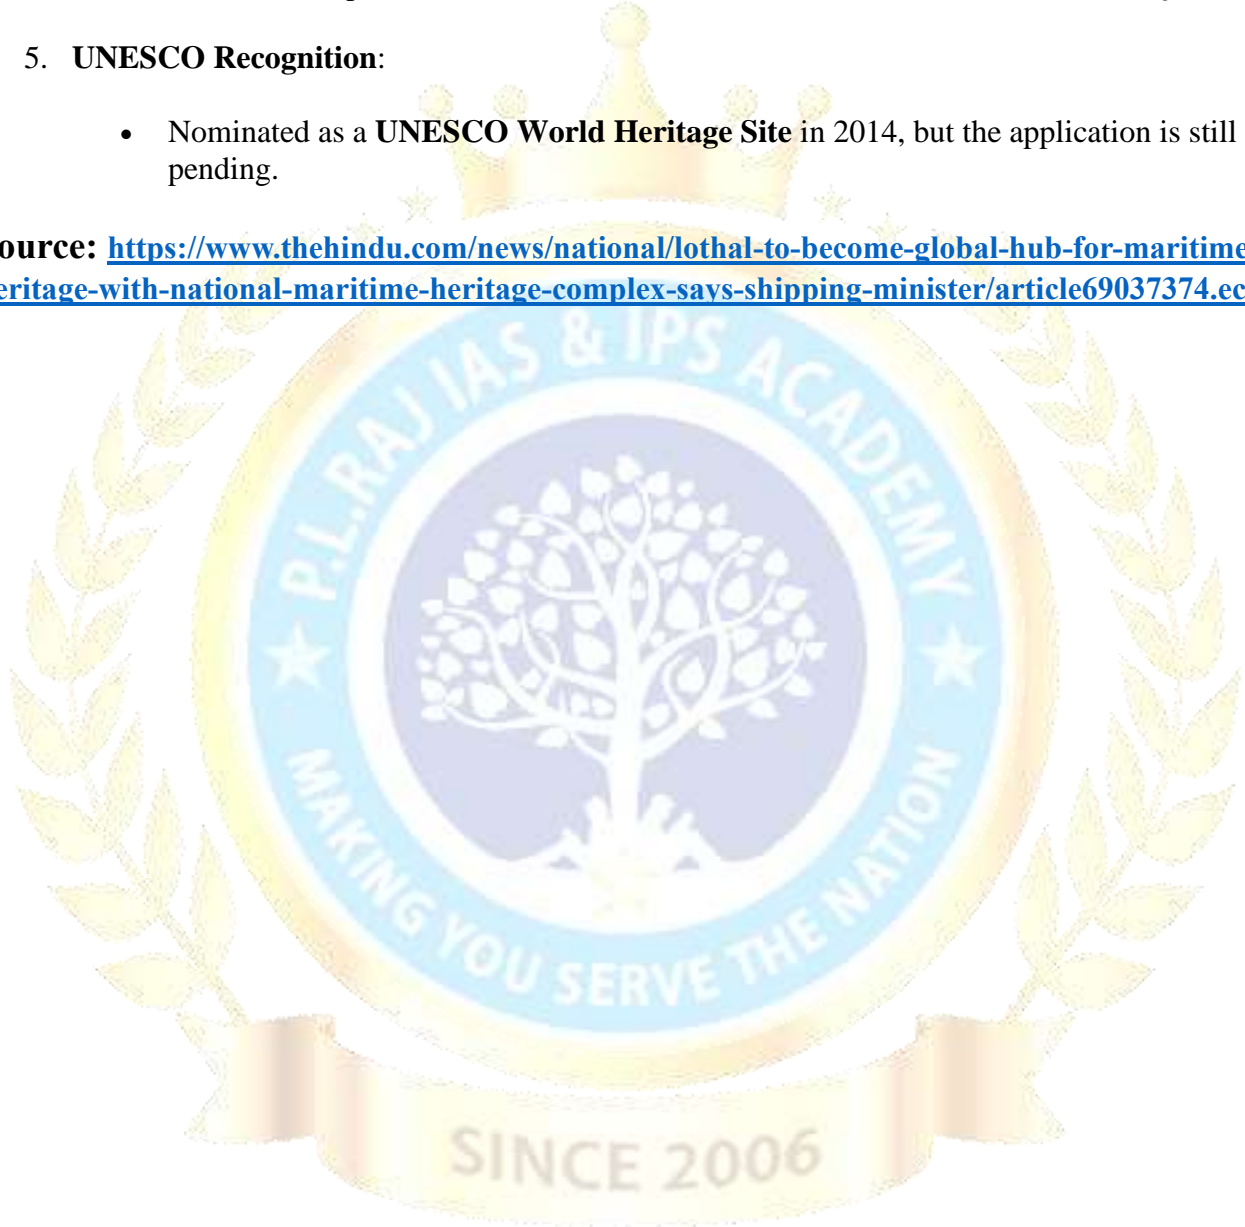 5. UNESCO Recognition:
• Nominated as a UNESCO World Heritage Site in 2014, but the application is still
pending.
ource: https://www.thehindu.com/news/national/lothal-to-become-global-hub-for-maritime
eritage-with-national-maritime-heritage-complex-says-shipping-minister/article69037374.ec
P.L.RAJ IAS & IPS ACADEMY
MAKING YOU SERVE THE NATION
SINCE 2006